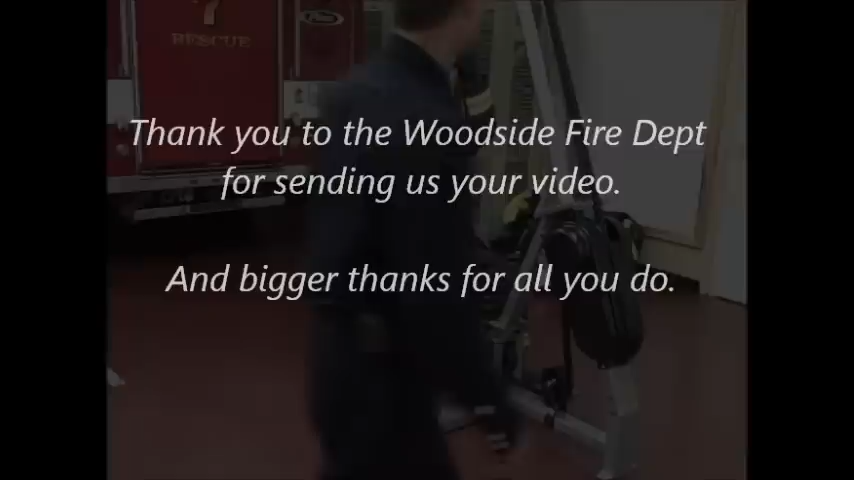 7
RESCUE
Thank you to the Woodside Fire Dept
for sending us your video.
And bigger thanks for all you do.